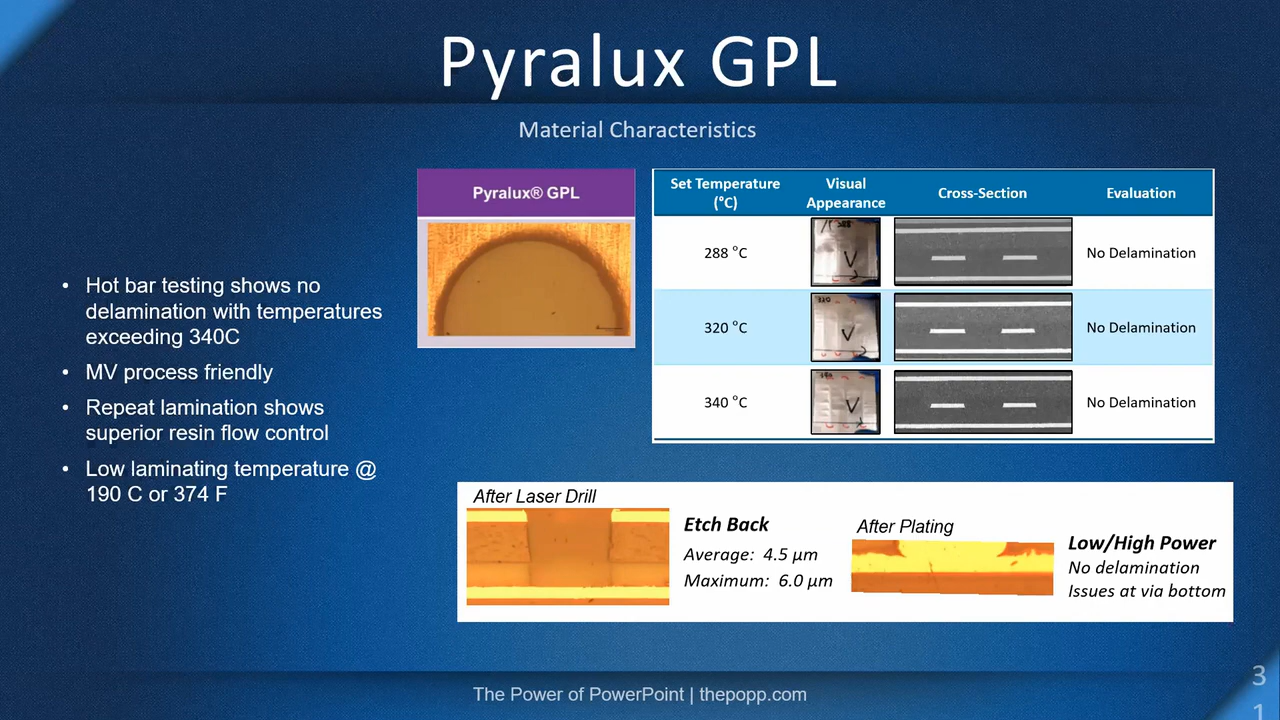 Pyralux GPL
Material Characteristics
• Hot bar testing shows no
delamination with temperatures
exceeding 340C
• MV process friendly
• Repeat lamination shows
superior resin flow control
• Low laminating temperature @
190 C or 374 F
Pyralux® GPL
Set Temperature
(°C)
Visual
Appearance
Cross-Section
Evaluation
288 °C
V
No Delamination
320 °C
320
V
No Delamination
340 °C
V
No Delamination
After Laser Drill
Etch Back
Average: 4.5 µm
Maximum: 6.0 µm
After Plating
Low/High Power
No delamination
Issues at via bottom
The Power of PowerPoint | thepopp.com
3
1